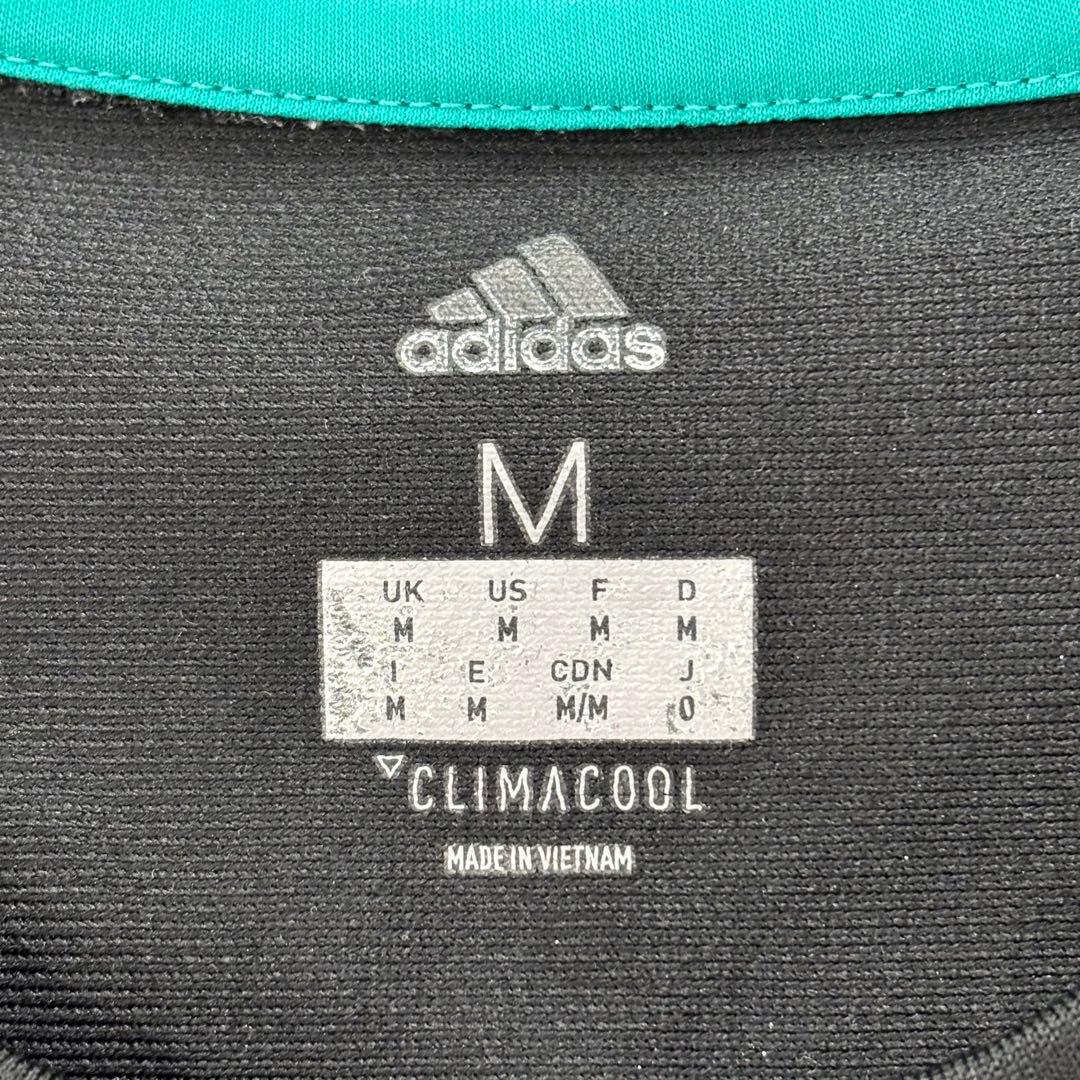 adidas
M
UK US F D
M M M M
I E CDN J
M M M/M O
CLIMACOOL
MADE IN VIETNAM